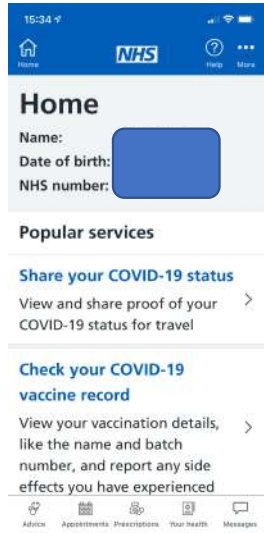 15:34
NHS
Home Help More
Home
Name:
Date of birth:
NHS number:
Popular services
Share your COVID-19 status
View and share proof of your
COVID-19 status for travel
Check your COVID-19
vaccine record
View your vaccination details,
like the name and batch
number, and report any side
effects you have experienced
Advice Appointments Prescriptions Your health Messages